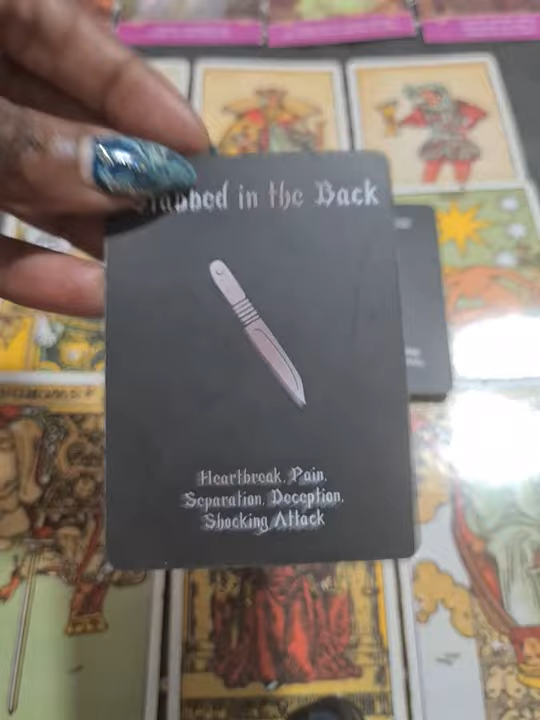 Stabbed in the Back
Heartbreak. Pain.
Separation. Deception.
Shocking Attack